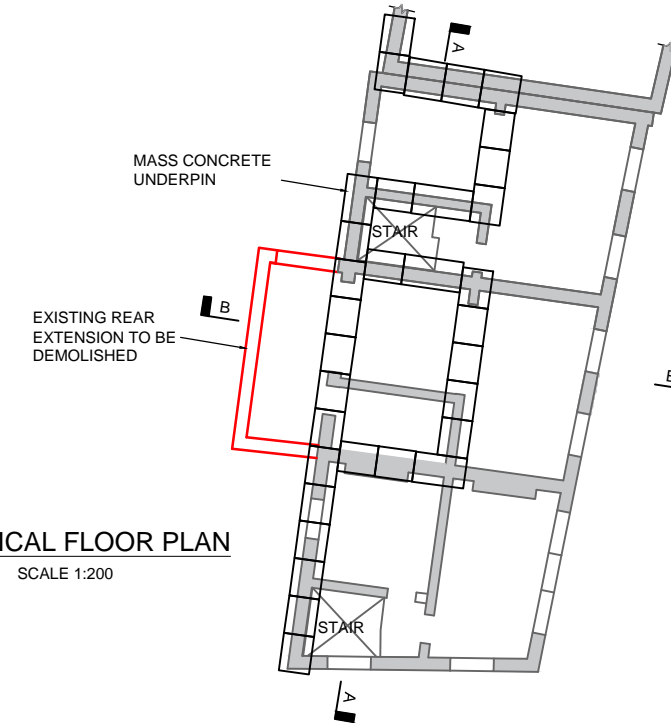 A
MASS CONCRETE
UNDERPIN
STAIR
B
EXISTING REAR
EXTENSION TO BE
DEMOLISHED
ICAL FLOOR PLAN
SCALE 1:200
STAIR
A